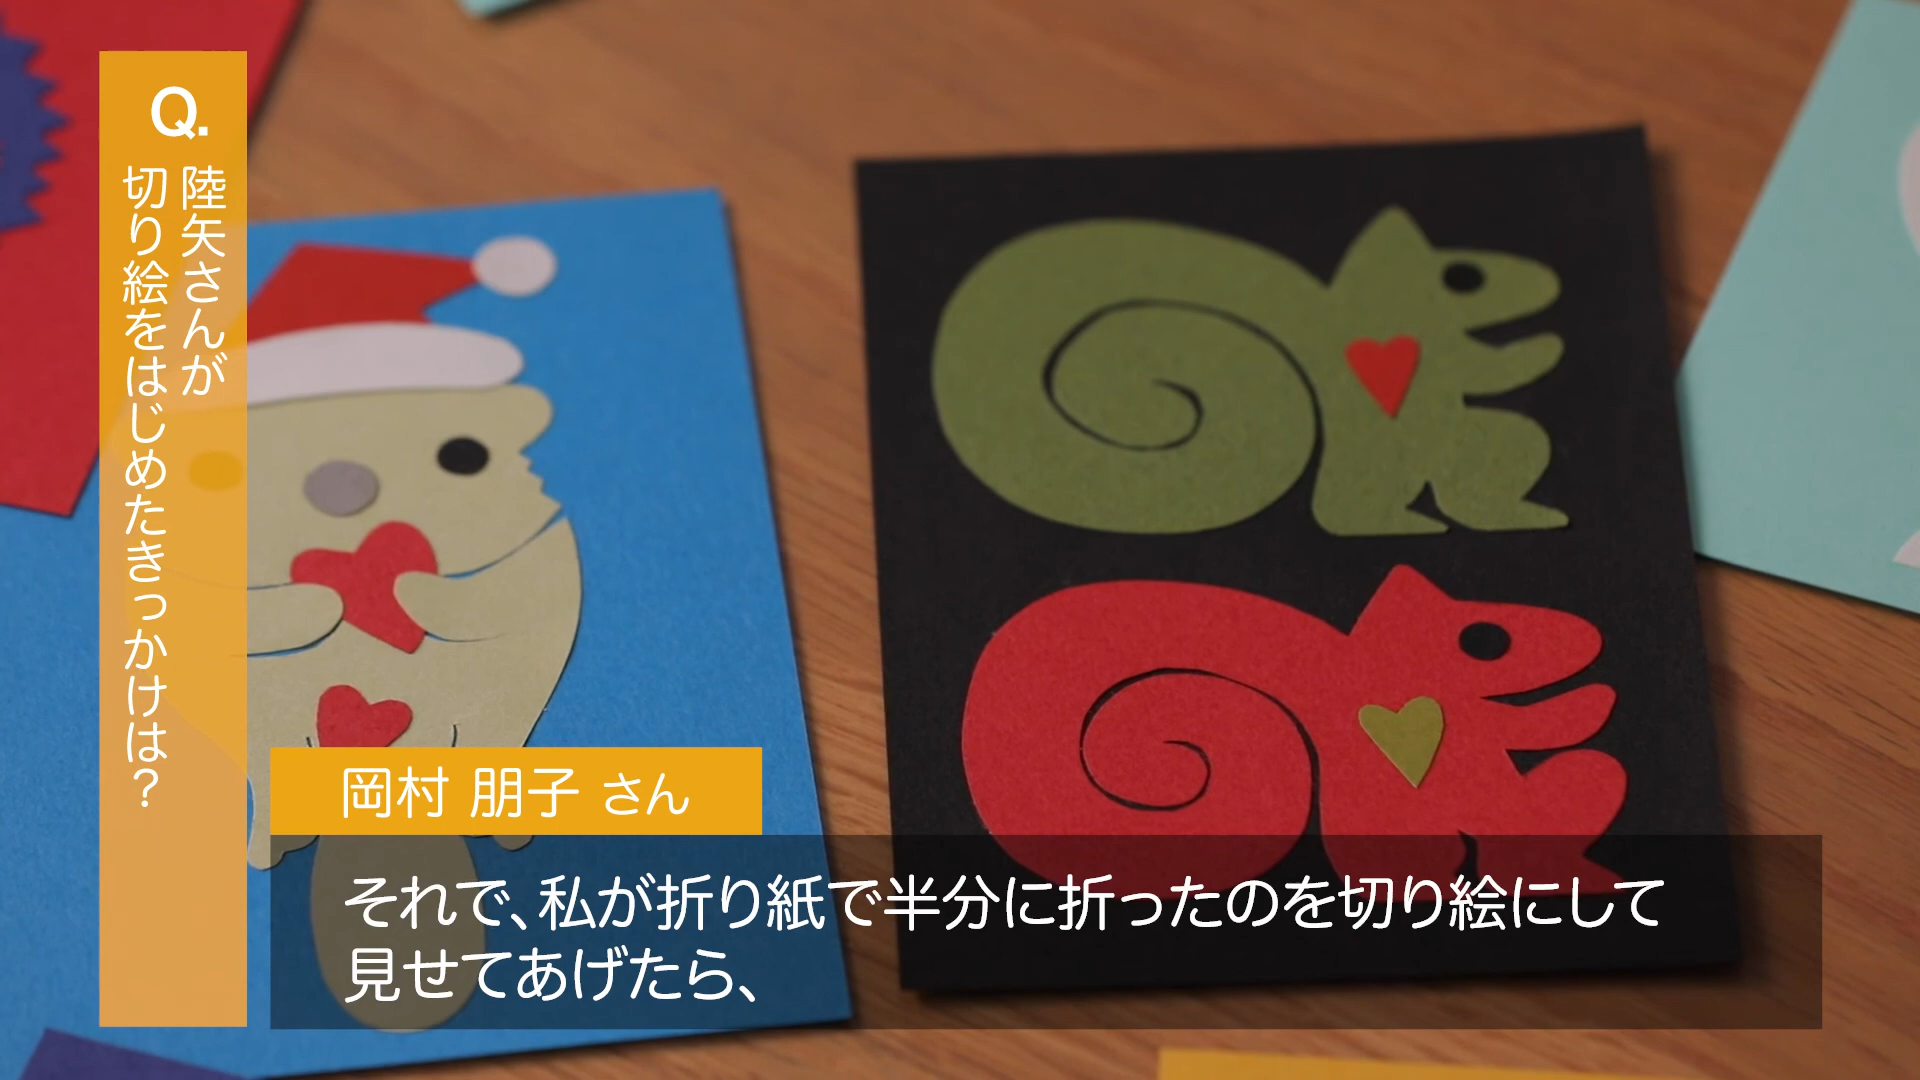 Q.
陸矢さんが
切り絵をはじめたきっかけは？
岡村 朋子 さん
それで、私が折り紙で半分に折ったのを切り絵にして
見せてあげたら、